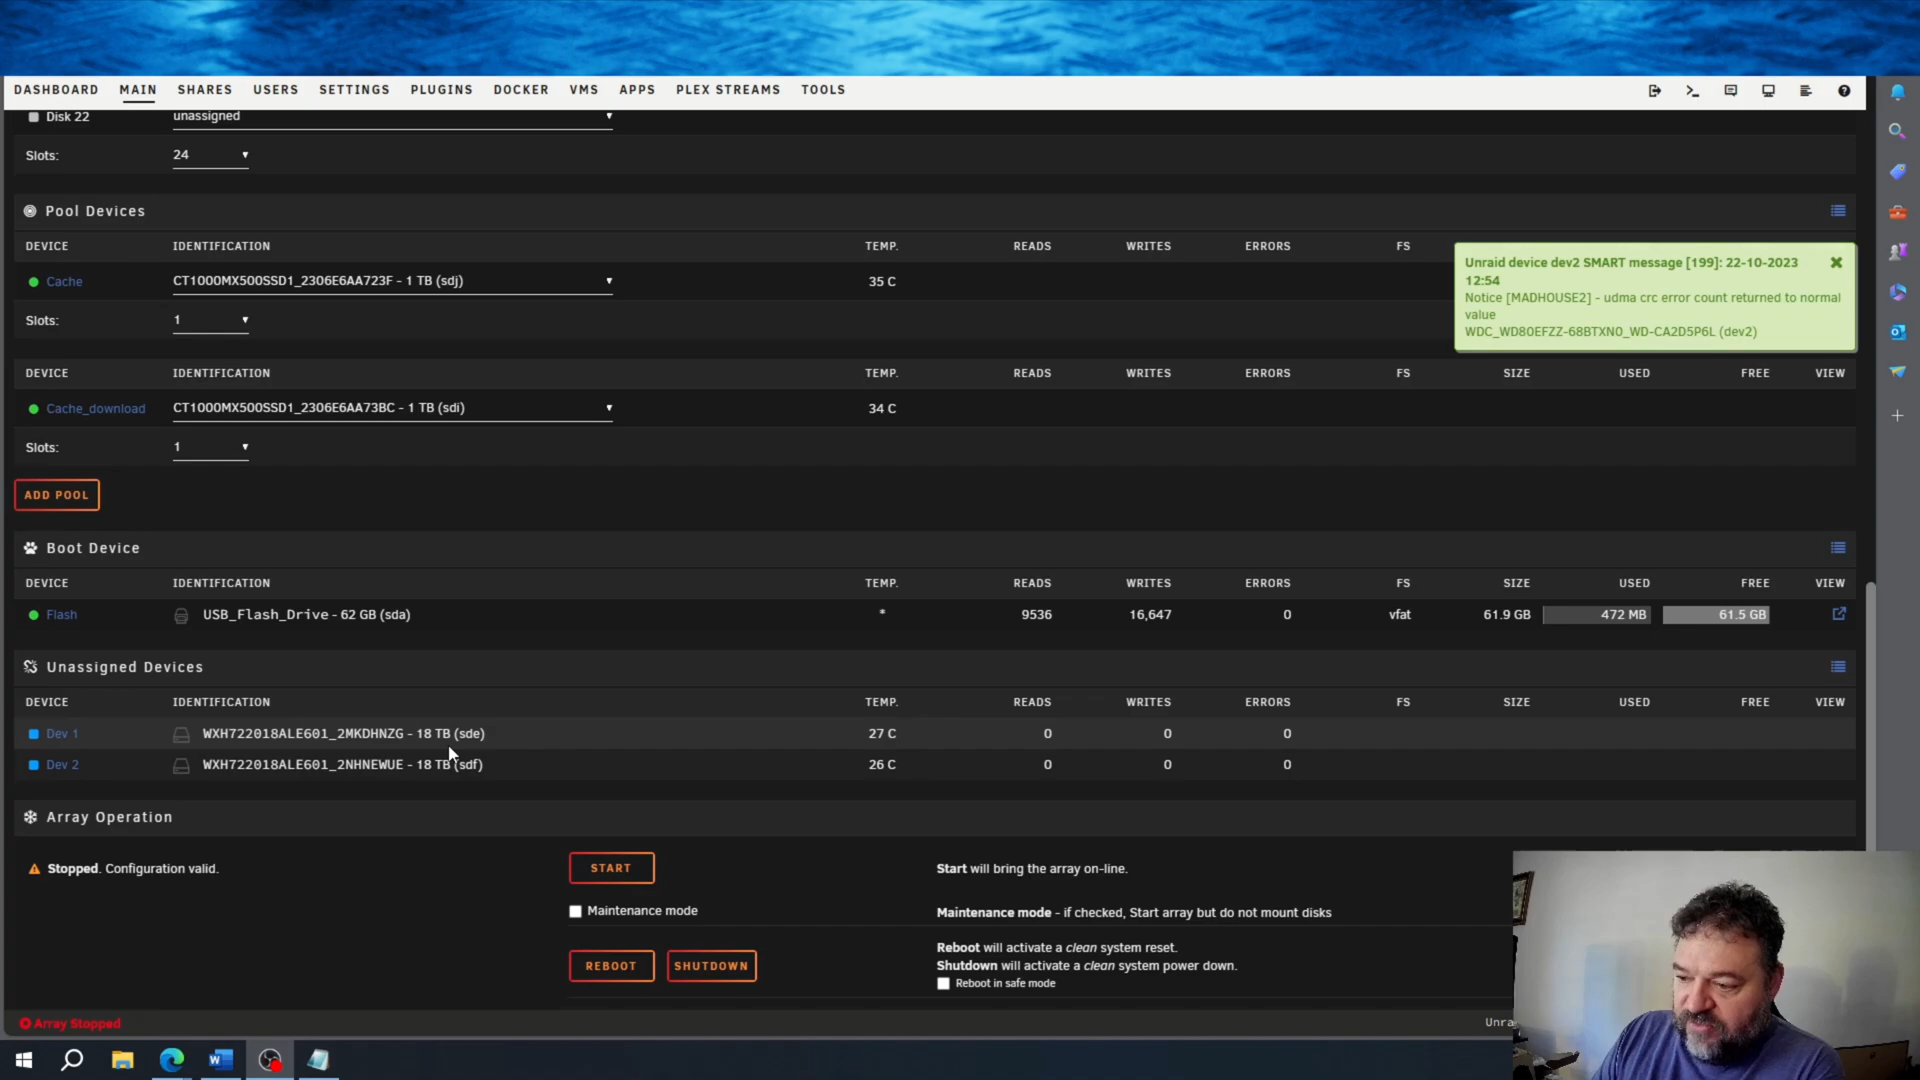 DASHBOARD MAIN SHARES USERS SETTINGS PLUGINS DOCKER VMS APPS PLEX STREAMS TOOLS
Disk 22 unassigned
Slots: 24
Pool Devices
DEVICE IDENTIFICATION TEMP. READS WRITES ERRORS FS
Cache CT1000MX500SSD1_2306E6AA723F - 1 TB (sdj) 35 C
Slots: 1
Unraid device dev2 SMART message [199]: 22-10-2023
12:54
Notice [MADHOUSE2] - udma crc error count returned to normal
value
WDC_WD80EFZZ-68BTXN0_WD-CA2D5P6L (dev2)
DEVICE IDENTIFICATION TEMP. READS WRITES ERRORS FS SIZE USED FREE VIEW
Cache_download CT1000MX500SSD1_2306E6AA73BC - 1 TB (sdi) 34 C
Slots: 1
ADD POOL
Boot Device
DEVICE IDENTIFICATION TEMP. READS WRITES ERRORS FS SIZE USED FREE VIEW
Flash USB_Flash_Drive - 62 GB (sda) * 9536 16,647 0 vfat 61.9 GB 472 MB 61.5 GB
Unassigned Devices
DEVICE IDENTIFICATION TEMP. READS WRITES ERRORS FS SIZE USED FREE VIEW
Dev 1 WXH722018ALE601_2MKDHNZG - 18 TB (sde) 27 C 0 0 0
Dev 2 WXH722018ALE601_2NHNEWUE - 18 TB (sdf) 26 C 0 0 0
Array Operation
Stopped. Configuration valid. START Start will bring the array on-line.
Maintenance mode Maintenance mode - if checked, Start array but do not mount disks
REBOOT SHUTDOWN Reboot will activate a clean system reset.
Shutdown will activate a clean system power down.
Reboot in safe mode
Array Stopped Unra